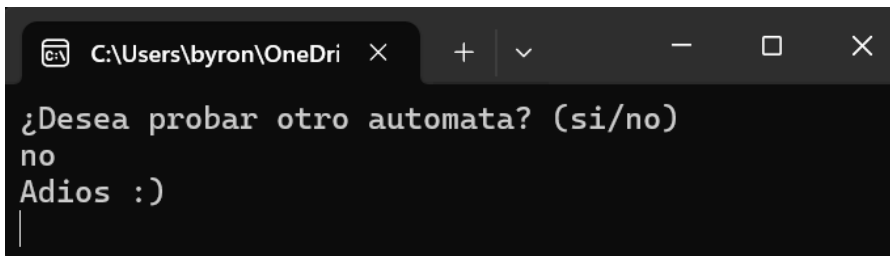 C:\Users\byron\OneDri
¿Desea probar otro automata? (si/no)
no
Adios :)